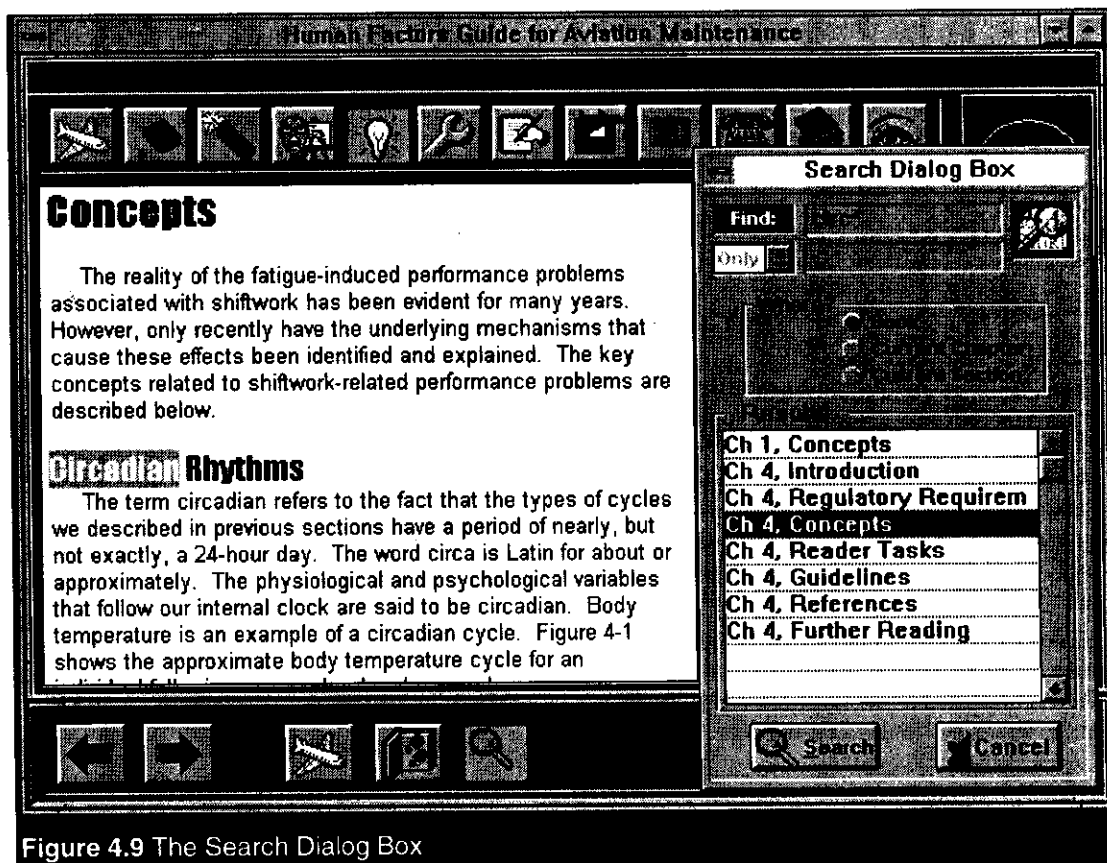 Human Factors Guide for Aviation Maintenance
Concepts
The reality of the fatigue-induced performance problems
associated with shiftwork has been evident for many years.
However, only recently have the underlying mechanisms that
cause these effects been identified and explained. The key
concepts related to shiftwork-related performance problems are
described below.
Circadian Rhythms
The term circadian refers to the fact that the types of cycles
we described in previous sections have a period of nearly, but
not exactly, a 24-hour day. The word circa is Latin for about or
approximately. The physiological and psychological variables
that follow our internal clock are said to be circadian. Body
temperature is an example of a circadian cycle. Figure 4-1
shows the approximate body temperature cycle for an
Search Dialog Box
Find:
Only
Current Chapter
Ch 1, Concepts
Ch 4, Introduction
Ch 4, Regulatory Requirem
Ch 4, Concepts
Ch 4, Reader Tasks
Ch 4, Guidelines
Ch 4, References
Ch 4, Further Reading
Search
Cancel
Figure 4.9 The Search Dialog Box